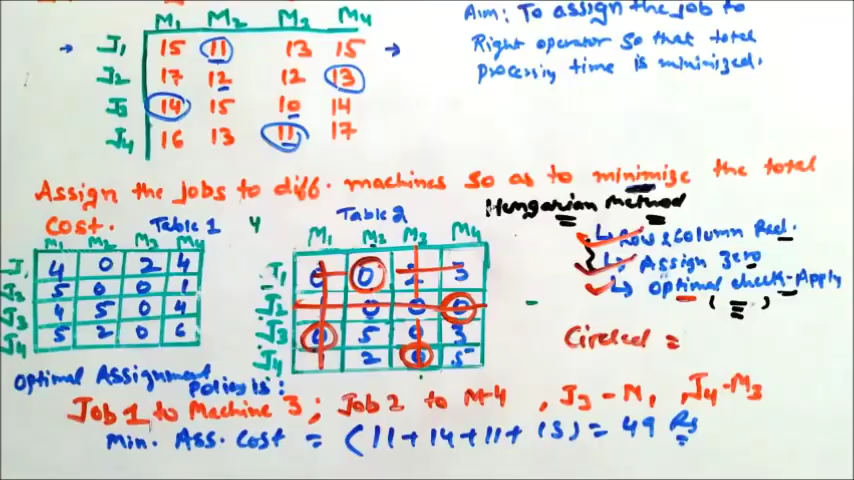 M1 M2 M3 M4
J1 15 11 13 15
J2 17 12 12 13
J3 14 15 10 14
J4 16 13 11 17
Aim: To assign the job to
Right operator so that total
processing time is minimized.
Assign the jobs to diff. machines so as to minimize the total
cost.
Table 1
M1 M2 M3 M4
J1 4 0 2 4
J2 5 0 0 1
J3 4 5 0 4
J4 5 2 0 6
4
Table 2
M1 M2 M3 M4
J1 0 0 2 3
J2 0 0 0
J3 0 5 0 3
J4 2 0 5
Hengarian method
Row & column Red.
Assign Zero
optimal check-Apply
( = )
Circled =
Optimal Assignment
policy is:
Job 1 to Machine 3; Job 2 to M-4, J3-M1, J4-M3
Min. Ass. cost = (11+14+11+13) = 49 Rs